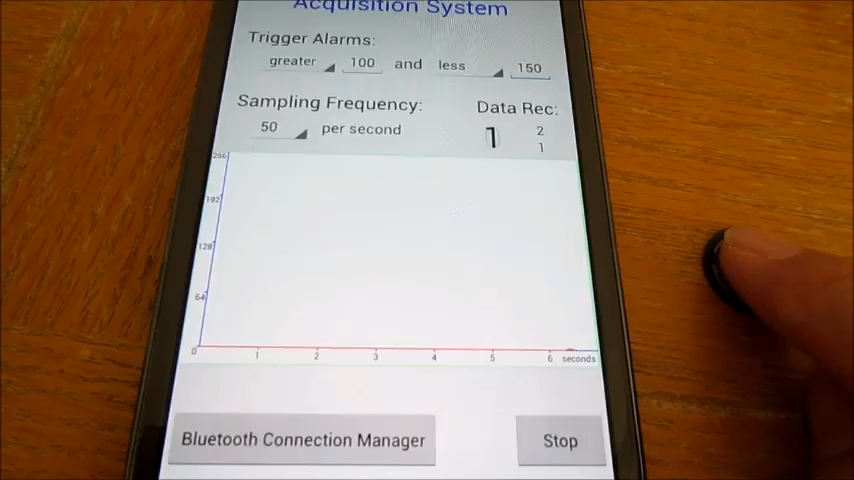 Acquisition System
Trigger Alarms:
greater 100 and less 150
Sampling Frequency:
Data Rec:
50 per second
1
2
1
256
192
128
64
0 1 2 3 4 5 6 seconds
Bluetooth Connection Manager
Stop